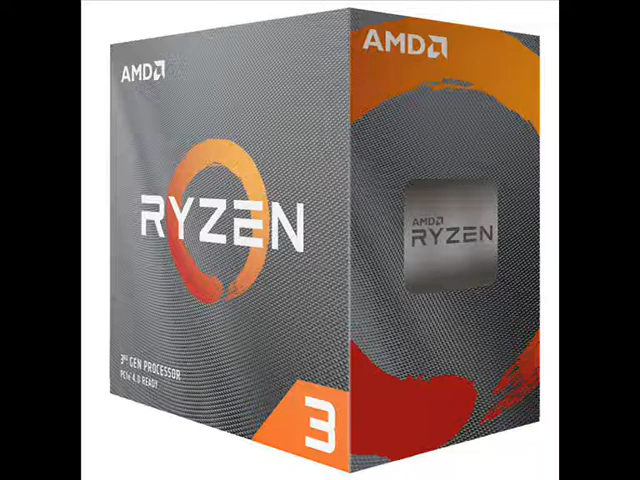 AMD
RYZEN
3rd GEN PROCESSOR
PCIe 4.0 READY
3
AMD
AMD
RYZEN